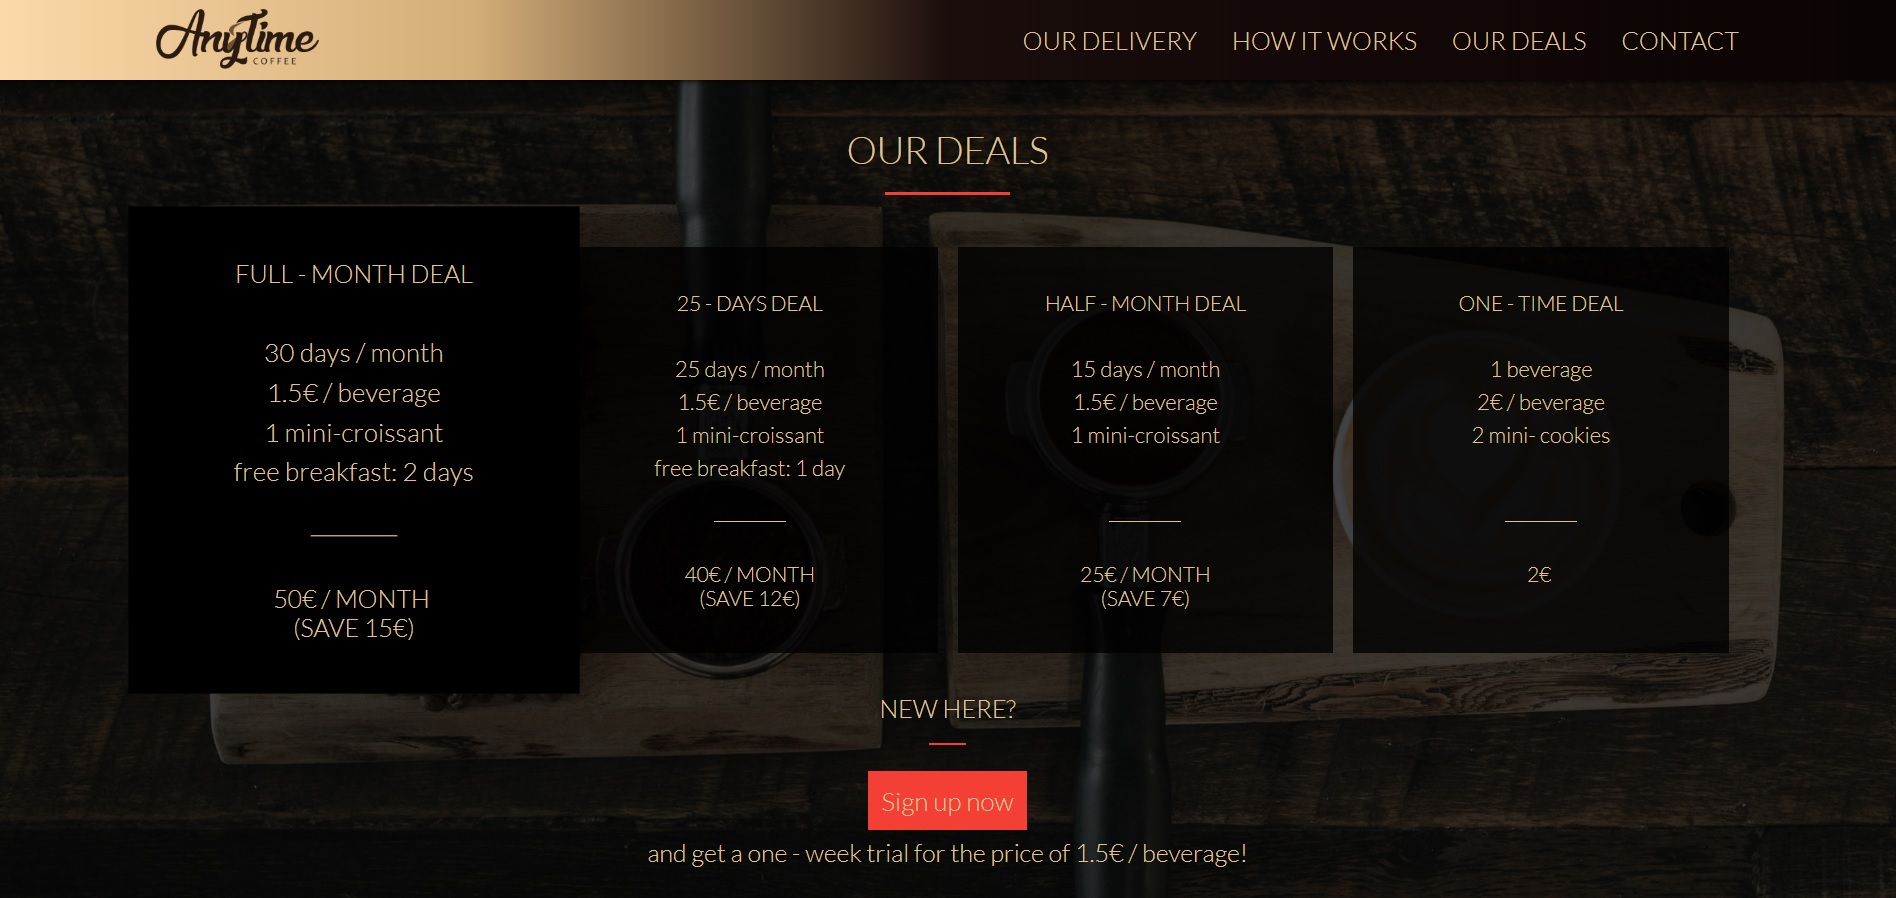 AnyTime
COFFEE
OUR DELIVERY
HOW IT WORKS
OUR DEALS
CONTACT
OUR DEALS
FULL - MONTH DEAL
30 days / month
1.5€ / beverage
1 mini-croissant
free breakfast: 2 days
50€ / MONTH
(SAVE 15€)
25 - DAYS DEAL
25 days / month
1.5€ / beverage
1 mini-croissant
free breakfast: 1 day
40€ / MONTH
(SAVE 12€)
HALF - MONTH DEAL
15 days / month
1.5€ / beverage
1 mini-croissant
25€ / MONTH
(SAVE 7€)
ONE - TIME DEAL
1 beverage
2€ / beverage
2 mini- cookies
2€
NEW HERE?
Sign up now
and get a one - week trial for the price of 1.5€ / beverage!